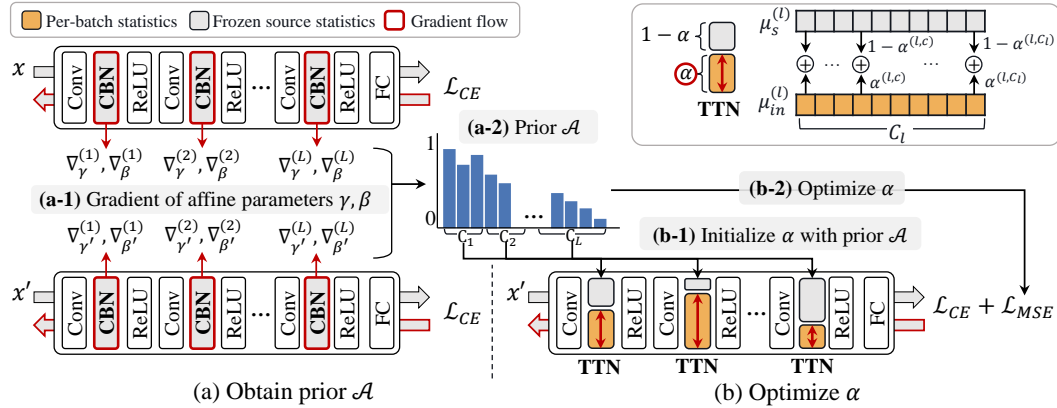 Per-batch statistics Frozen source statistics Gradient flow
x Conv CBN ReLU Conv CBN ReLU ... Conv CBN ReLU FC ℒ_CE
∇_γ^(1), ∇_β^(1) ∇_γ^(2), ∇_β^(2) ∇_γ^(L), ∇_β^(L)
(a-1) Gradient of affine parameters γ, β
∇_γ′^(1), ∇_β′^(1) ∇_γ′^(2), ∇_β′^(2) ∇_γ′^(L), ∇_β′^(L)
x′ Conv CBN ReLU Conv CBN ReLU ... Conv CBN ReLU FC ℒ_CE
(a) Obtain prior 𝒜
(a-2) Prior 𝒜
1
0
...
C_1 C_2 C_L
1 − α
α
TTN
μ_s^(l)
1 − α^(l,c) 1 − α^(l,C_l)
+ ... + ... +
α^(l,c) α^(l,C_l)
μ_in^(l)
C_l
(b-2) Optimize α
(b-1) Initialize α with prior 𝒜
x′ Conv ReLU Conv ReLU ... Conv ReLU FC ℒ_CE + ℒ_MSE
TTN TTN TTN
(b) Optimize α